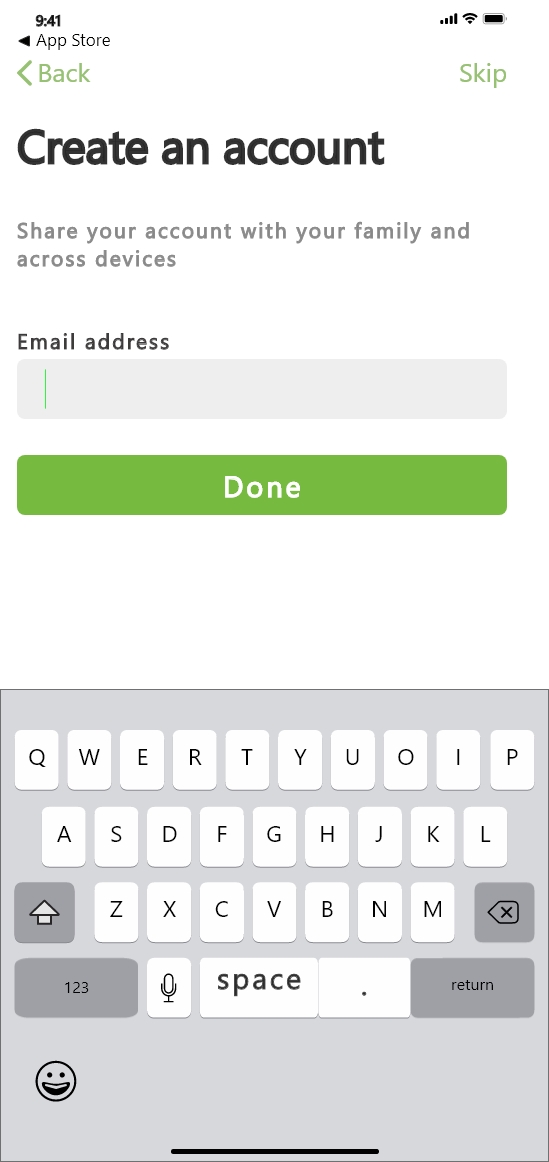 9:41
◀ App Store
Back Skip
Create an account
Share your account with your family and
across devices
Email address
Done
Q W E R T Y U O I P
A S D F G H J K L
Z X C V B N M
123 space . return